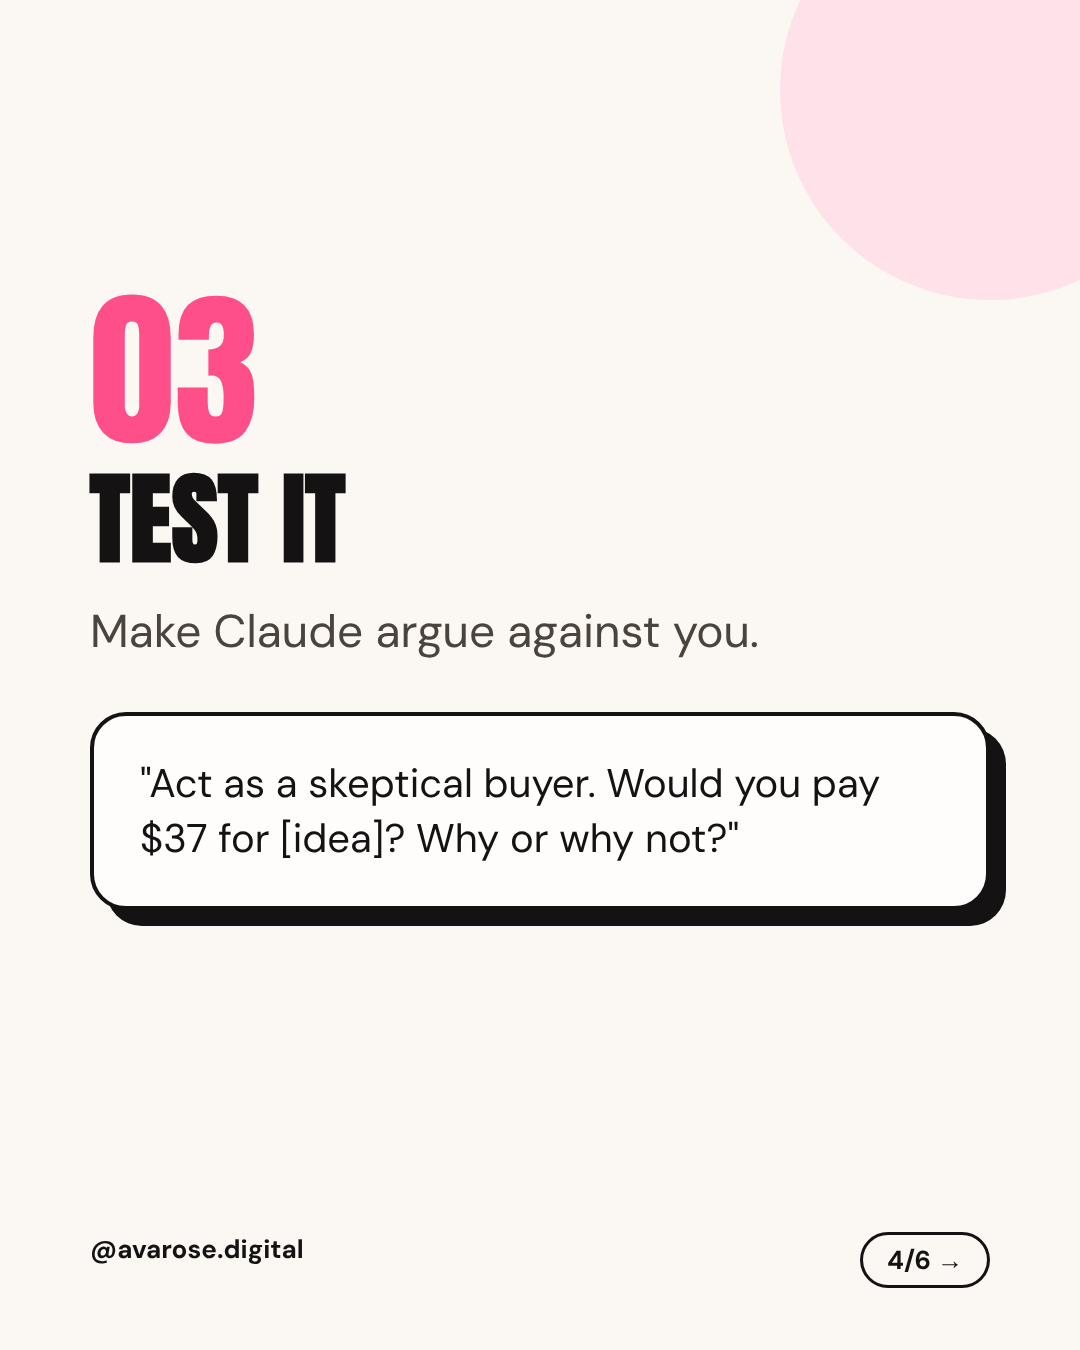 03
TEST IT
Make Claude argue against you.
"Act as a skeptical buyer. Would you pay
$37 for [idea]? Why or why not?"
@avarose.digital
4/6 →